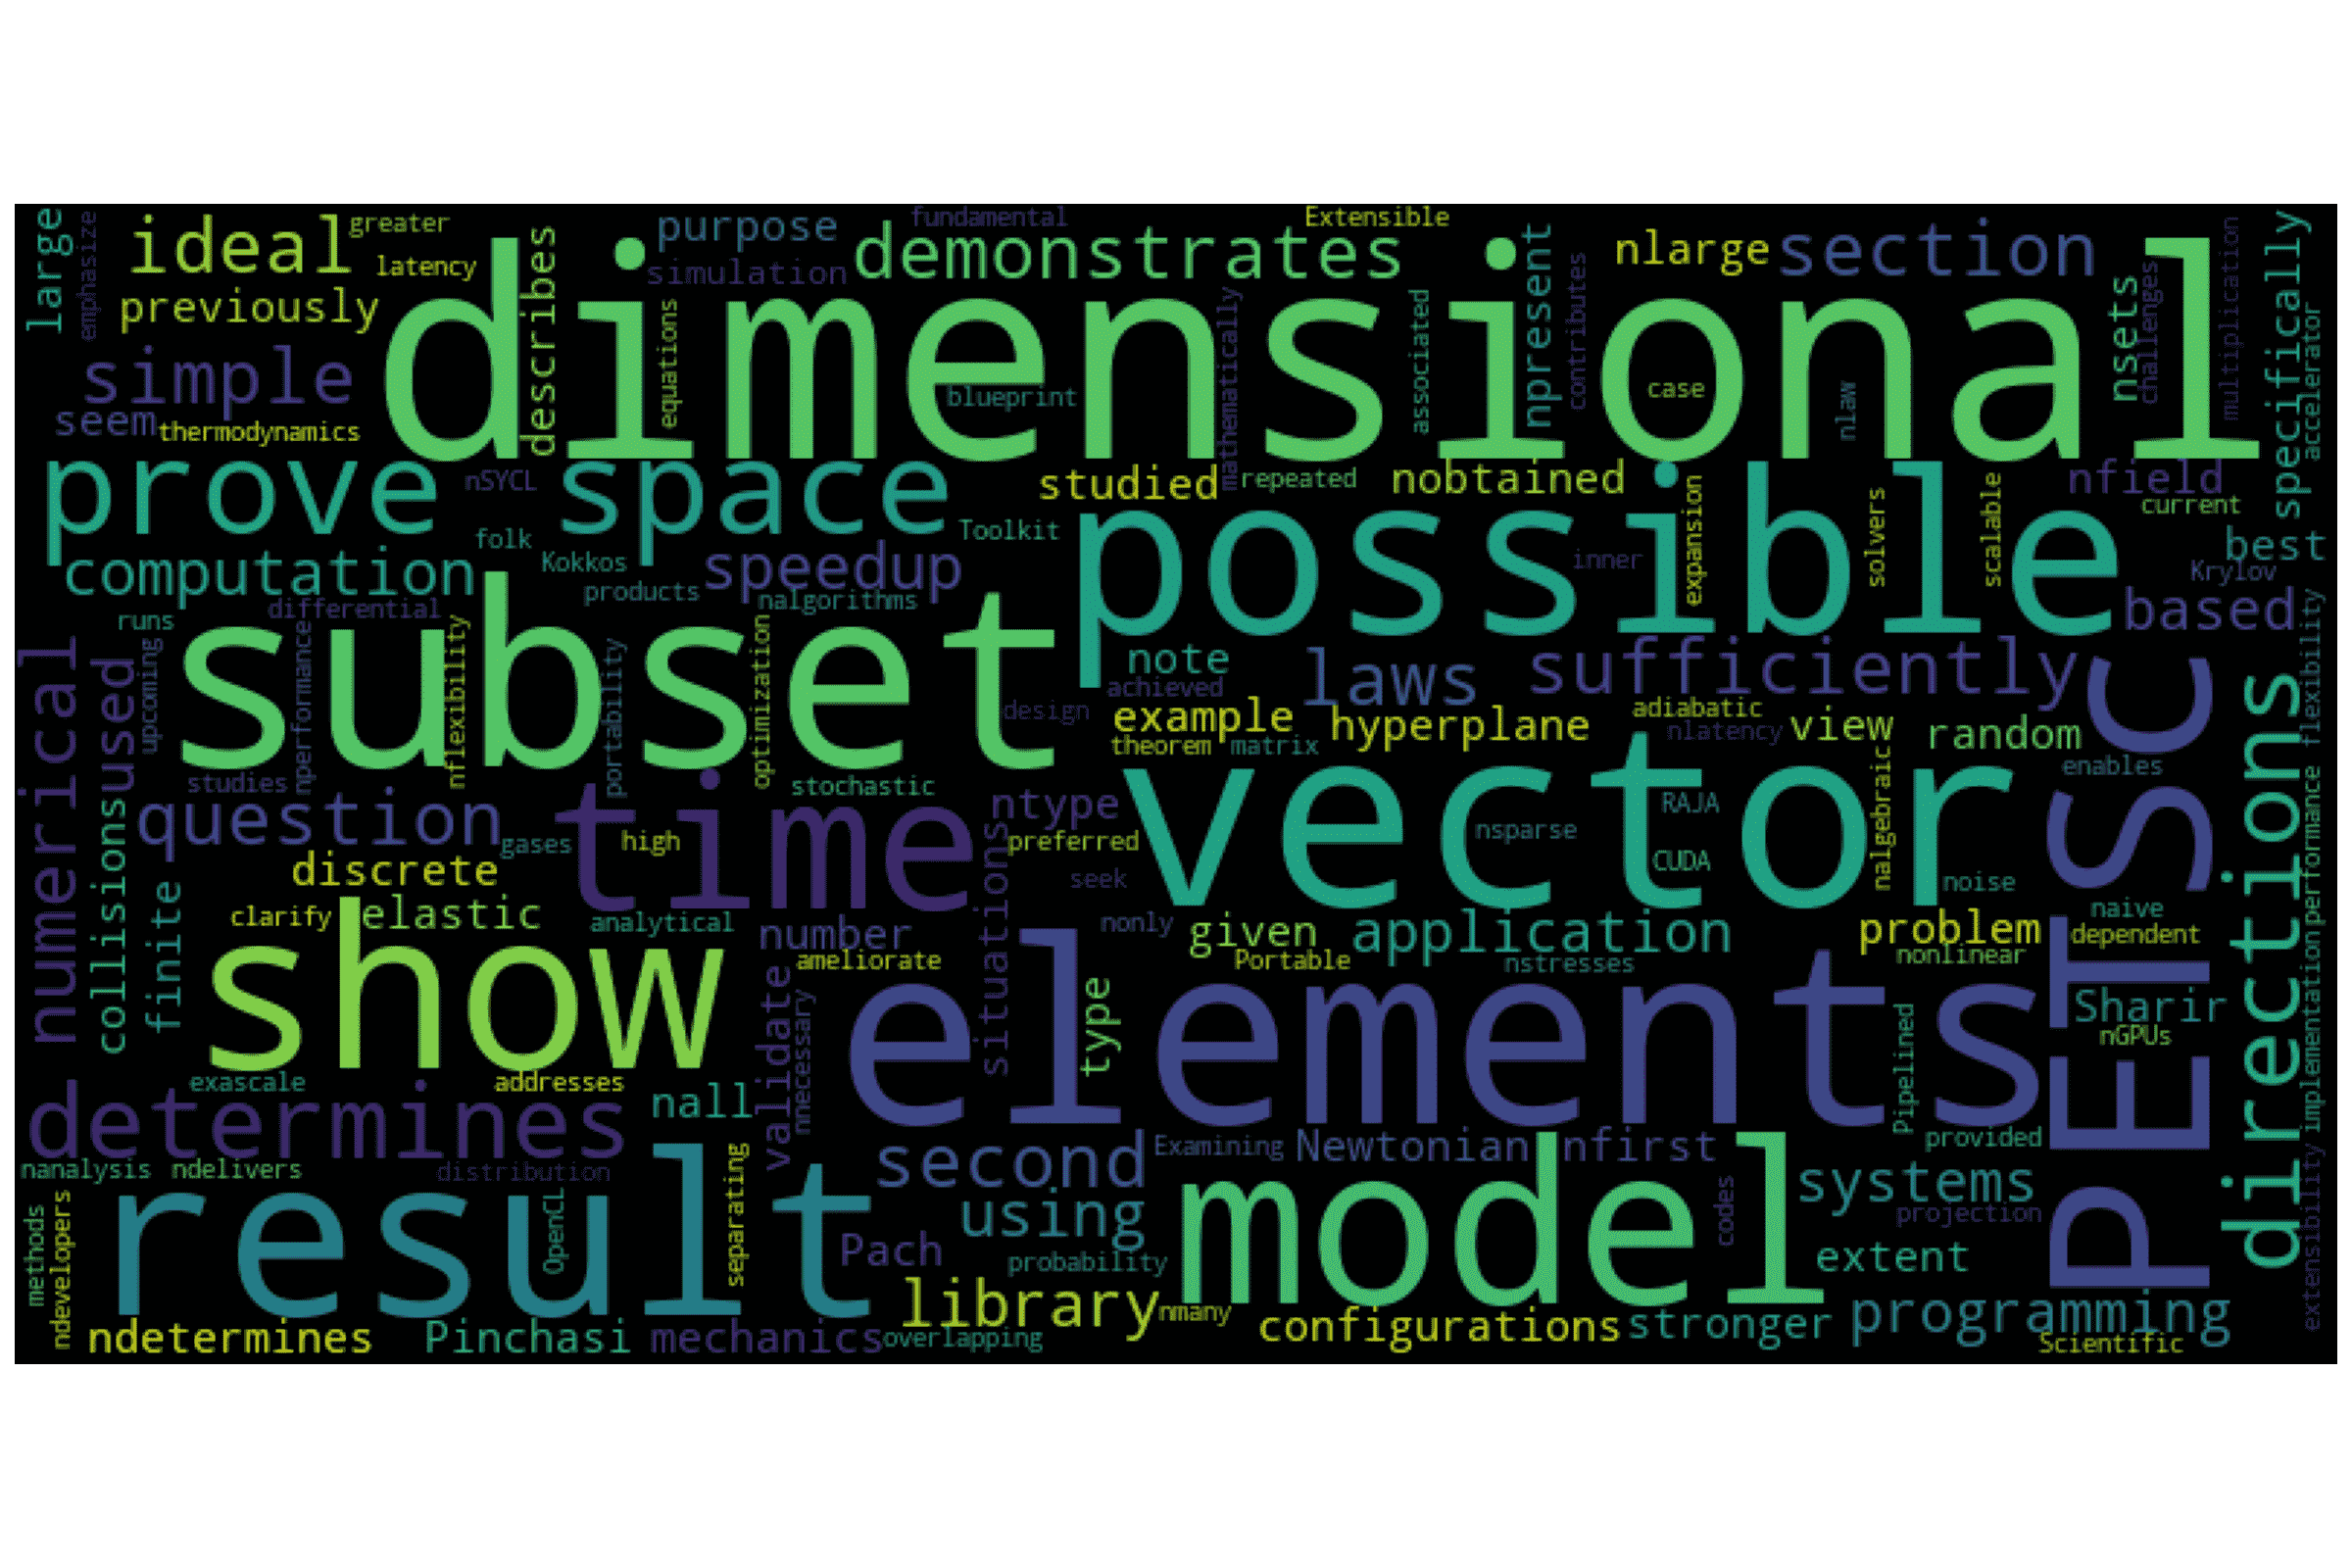 large
emphasize
ideal
greater
latency
previously
describes
purpose
simulation
fundamental
demonstrates
Extensible
npresent
contributes
nlarge
section
nsets
challenges
multiplication
specifically
accelerator
dimensional
simple
seem
thermodynamics
equations
blueprint
mathematically
associated
case
nlaw
prove
nSYCL
space
studied
repeated
nobtained
nfield
current
folk
Toolkit
possible
expansion
inner
solvers
scalable
best
Krylov
computation
Kokkos
speedup
products
nalgorithms
based
runs
differential
subset
numerical
used
upcoming
nperformance
nflexibility
portability
optimization
note
achieved
laws
sufficiently
PETSC
directions
flexibility
performance
implementation
extensibility
design
example
hyperplane
adiabatic
view
random
theorem
matrix
nlatency
enables
studies
stochastic
vector
nalgebraic
collisions
question
gases
time
high
ntype
preferred
situations
seek
nsparse
RAJA
CUDA
noise
discrete
clarify
elastic
analytical
finite
number
ameliorate
nonly
given
Portable
application
nstresses
problem
nonlinear
naive
dependent
show
validate
nnecessary
type
elements
Pipelined
Sharir
nGPUs
exascale
addresses
determines
nall
nanalysis
ndelivers
distribution
separating
second
Examining
Newtonian
nfirst
provided
systems
projection
methods
ndevelopers
result
OpenCL
using
Pach
probability
model
codes
extent
library
nmany
ndetermines
Pinchasi
mechanics
overlapping
configurations
stronger
programming
Scientific